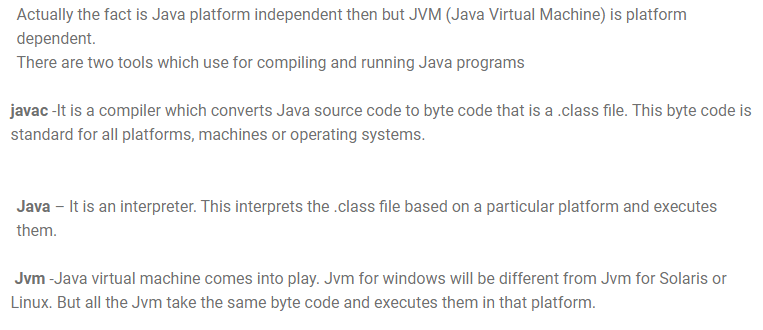 Actually the fact is Java platform independent then but JVM (Java Virtual Machine) is platform
dependent.
There are two tools which use for compiling and running Java programs
javac -It is a compiler which converts Java source code to byte code that is a .class file. This byte code is
standard for all platforms, machines or operating systems.
Java – It is an interpreter. This interprets the .class file based on a particular platform and executes
them.
Jvm -Java virtual machine comes into play. Jvm for windows will be different from Jvm for Solaris or
Linux. But all the Jvm take the same byte code and executes them in that platform.